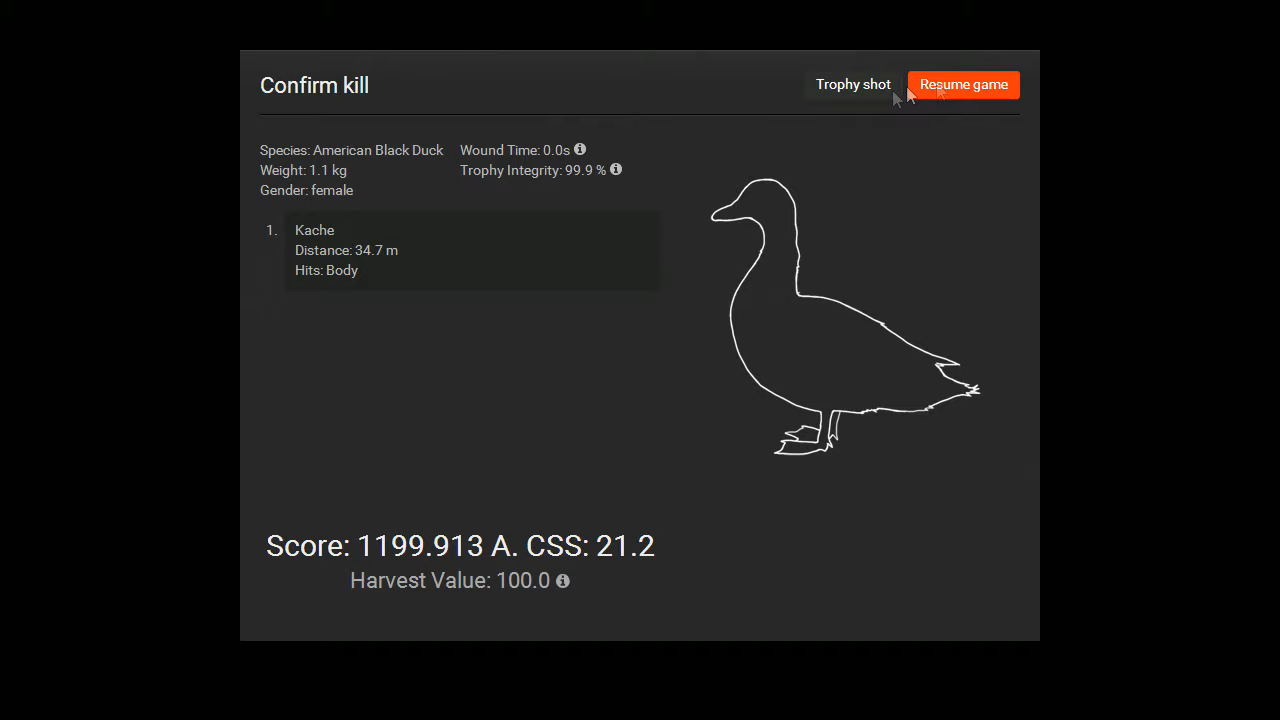 Confirm kill
Trophy shot
Resume game
Species: American Black Duck
Weight: 1.1 kg
Gender: female
Wound Time: 0.0s
Trophy Integrity: 99.9 %
1. Kache
Distance: 34.7 m
Hits: Body
Score: 1199.913 A. CSS: 21.2
Harvest Value: 100.0